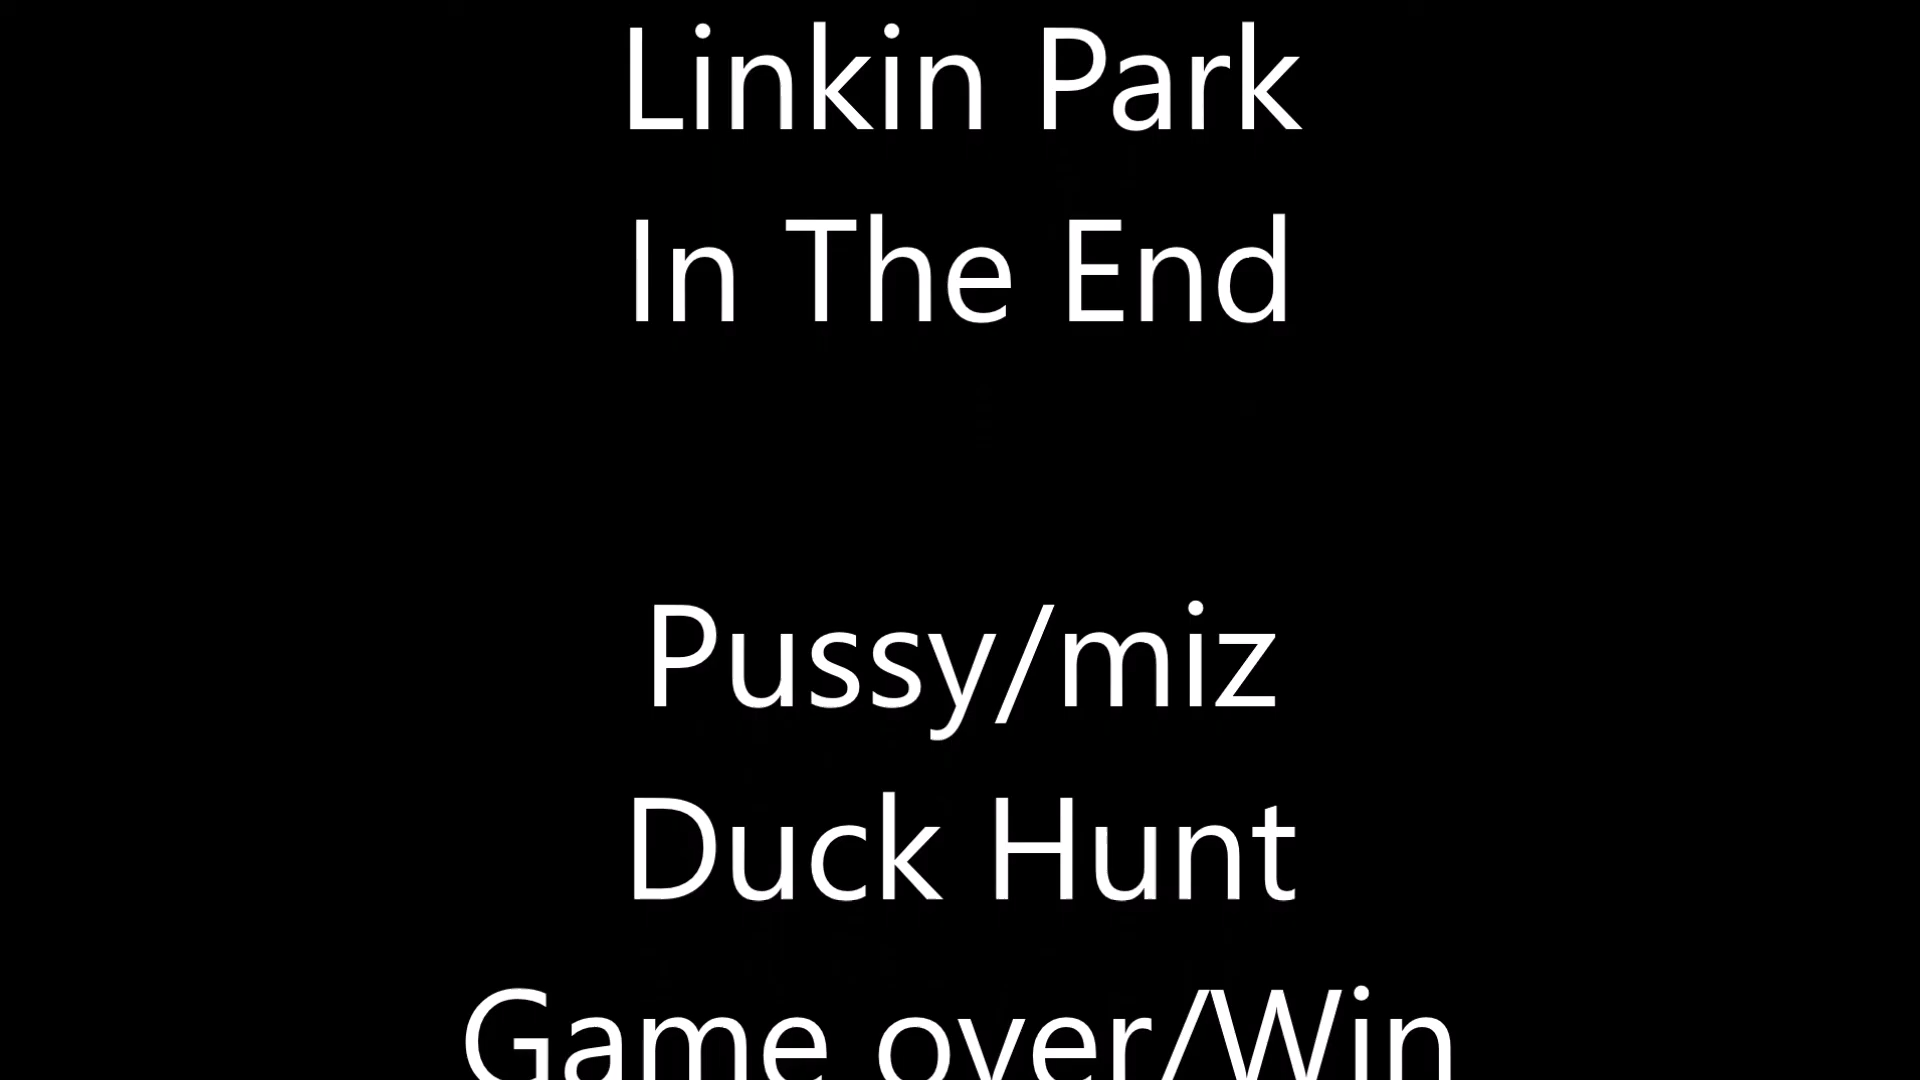 Linkin Park
In The End
Pussy/miz
Duck Hunt
Game over/Win